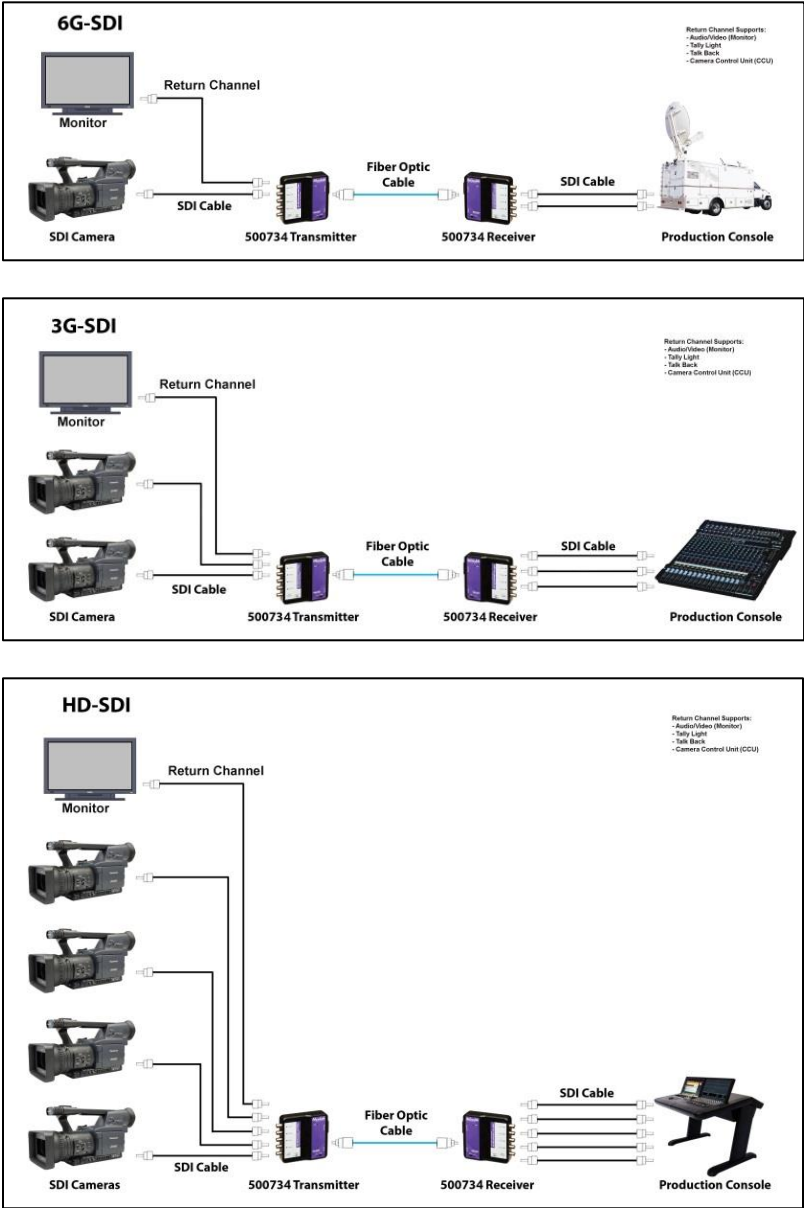 6G-SDI
Return Channel Supports:
- Audio/Video (Monitor)
- Tally Light
- Talk Back
- Camera Control Unit (CCU)
Return Channel
Monitor
Fiber Optic
Cable
SDI Cable
SDI Cable
SDI Camera
500734 Transmitter
500734 Receiver
Production Console
3G-SDI
Return Channel Supports:
- Audio/Video (Monitor)
- Tally Light
- Talk Back
- Camera Control Unit (CCU)
Return Channel
Monitor
Fiber Optic
Cable
SDI Cable
SDI Cable
SDI Camera
500734 Transmitter
500734 Receiver
Production Console
HD-SDI
Return Channel Supports:
- Audio/Video (Monitor)
- Tally Light
- Talk Back
- Camera Control Unit (CCU)
Return Channel
Monitor
SDI Cable
Fiber Optic
Cable
SDI Cable
SDI Cameras
500734 Transmitter
500734 Receiver
Production Console